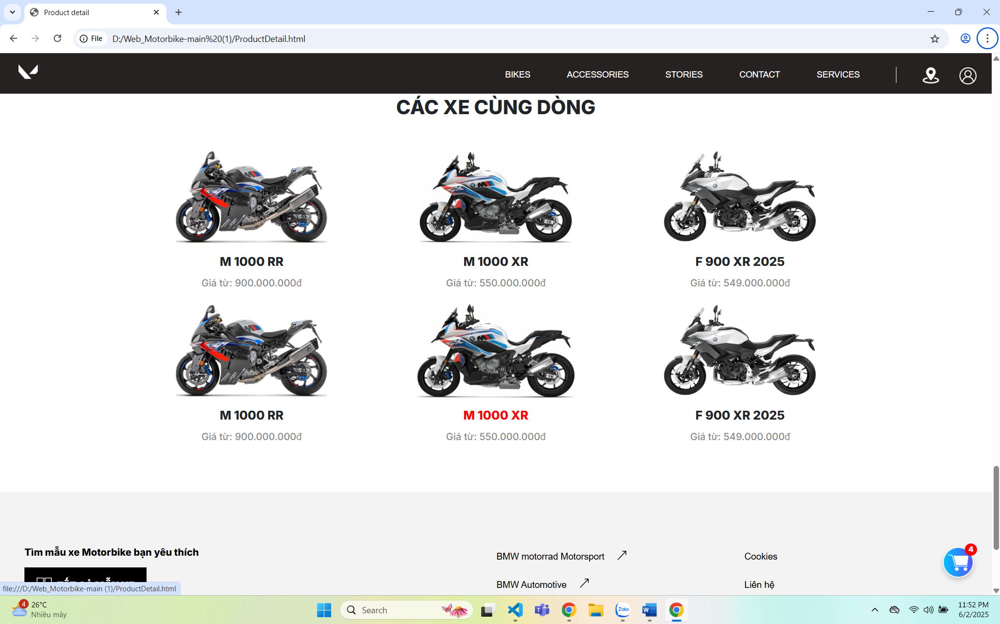 Product detail
File
D:/Web_Motorbike-main%20(1)/ProductDetail.html
BIKES
ACCESSORIES
STORIES
CONTACT
SERVICES
CÁC XE CÙNG DÒNG
M 1000 RR
M 1000 XR
F 900 XR 2025
Giá từ: 900.000.000đ
Giá từ: 550.000.000đ
Giá từ: 549.000.000đ
M 1000 RR
M 1000 XR
F 900 XR 2025
Giá từ: 900.000.000đ
Giá từ: 550.000.000đ
Giá từ: 549.000.000đ
Tìm mẫu xe Motorbike bạn yêu thích
BMW motorrad Motorsport
Cookies
4
BMW Automotive
Liên hệ
file:///D:/Web_Motorbike-main (1)/ProductDetail.html
4
26°C
Nhiều mây
Search
Zalo
11:52 PM
6/2/2025